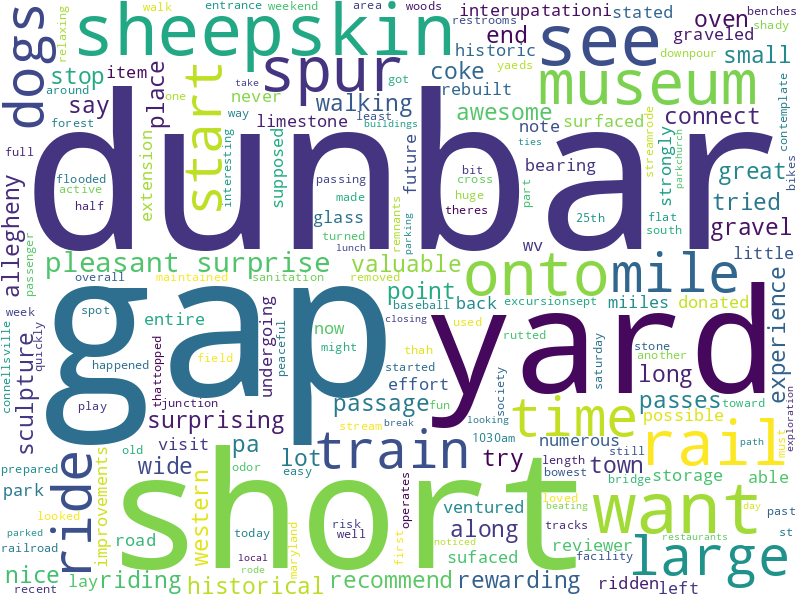 walk
entrance weekend
area
woods
interupatationi
stated
oven
benches
relaxing
sheepskin
restrooms
see
graveled
shady
dogs
spur
historic
end
downpour
small
stop
item
place
coke
yaeds
museum
around
say
start
never
take
got
walking
rebuilt
awesome
connect
contemplate
one
way
limestone
least
note
surfaced
strongly
streamrode
forest
buildings
future
ties
parkchurch
full
dunbar
flooded
active
extension
interesting
supposed
passing
bit
bearing
great
bikes
half
made
cross
part
tried
allegheny
glass
huge
theres
25th
flat
gravel
passenger
turned
remnants
parking
wv
south
little
pleasant surprise
lunch
valuable
onto
mile
overall
maintained
sanitation
removed
point
excursionsept
miiles
donated
experience
week
spot
gap
undergoing
now
baseball
back
yard
connellsville
quickly
entire
peaceful
might
closing
used
rutted
stone
another
sculpture
happened
thattopped
field
effort
started
thah
saturday
long
passes
toward
play
junction
surprising
passage
fun
society
time
possible
rail
must
exploration
old
pa
visit
stream
break
looking
1030am
numerous
still
path
prepared
ride
wide
lot
easy
train
try
length
town
bridge
storage
able
park
improvements
looked
short
odor
operates
bowest
want
past
road
western
today
risk
well
loved
ventured
beating
tracks
day
st
parked
railroad
local
maryland
first
noticed
along
restaurants
reviewer
large
nice
lay
riding
rode
sufaced
facility
recent
historical
recommend
rewarding
ridden
left